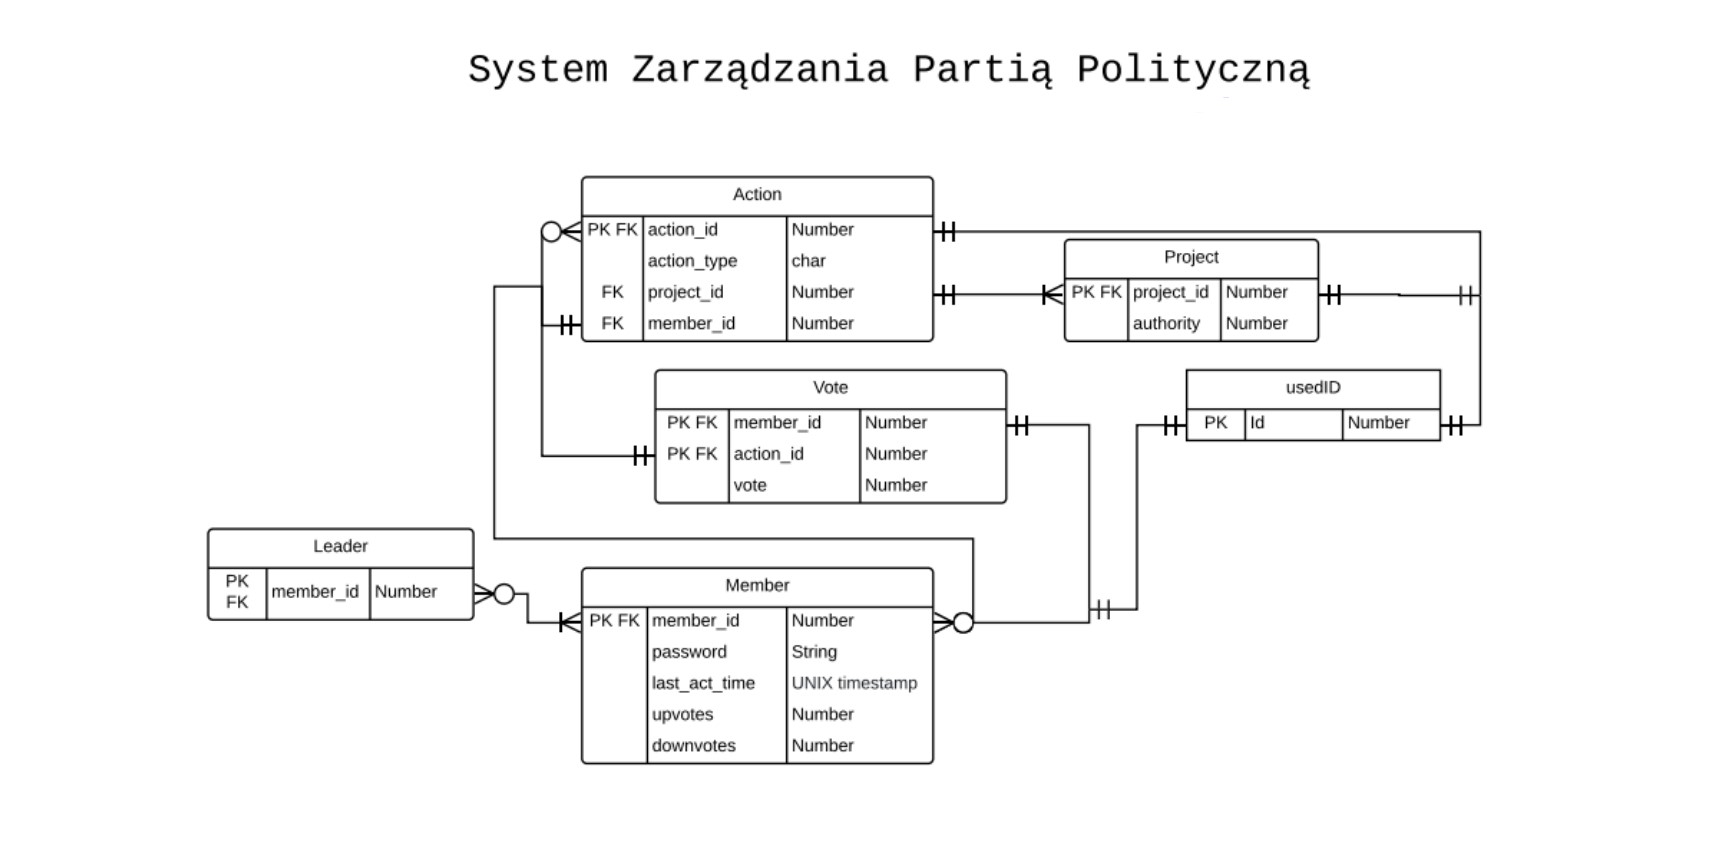 System Zarządzania Partią Polityczną
Action
PK FK action_id Number
action_type char
FK project_id Number
FK member_id Number
Project
PK FK project_id Number
authority Number
Vote
PK FK member_id Number
PK FK action_id Number
vote Number
usedID
PK Id Number
Leader
PK
FK member_id Number
Member
PK FK member_id Number
password String
last_act_time UNIX timestamp
upvotes Number
downvotes Number